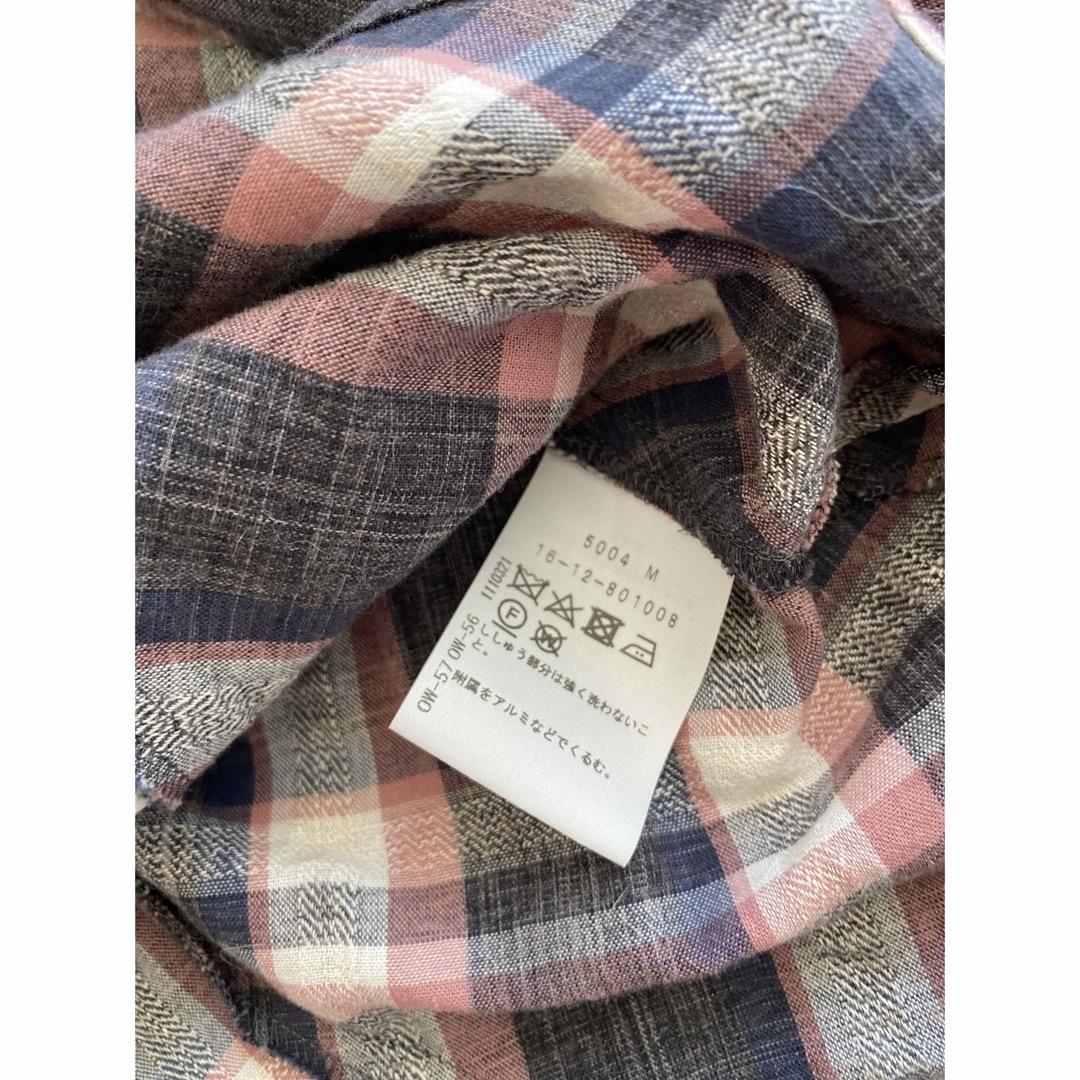 5004 M
16-12-801008
1110321
F
W
OW-56
ししゅう部分は強く洗わないこ
と。
OW-57
附属をアルミなどでくるむ。